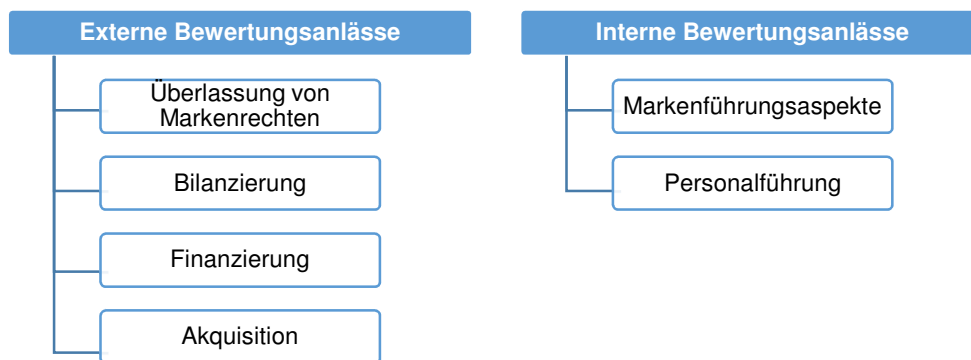 Externe Bewertungsanlässe
Überlassung von
Markenrechten
Bilanzierung
Finanzierung
Akquisition
Interne Bewertungsanlässe
Markenführungsaspekte
Personalführung